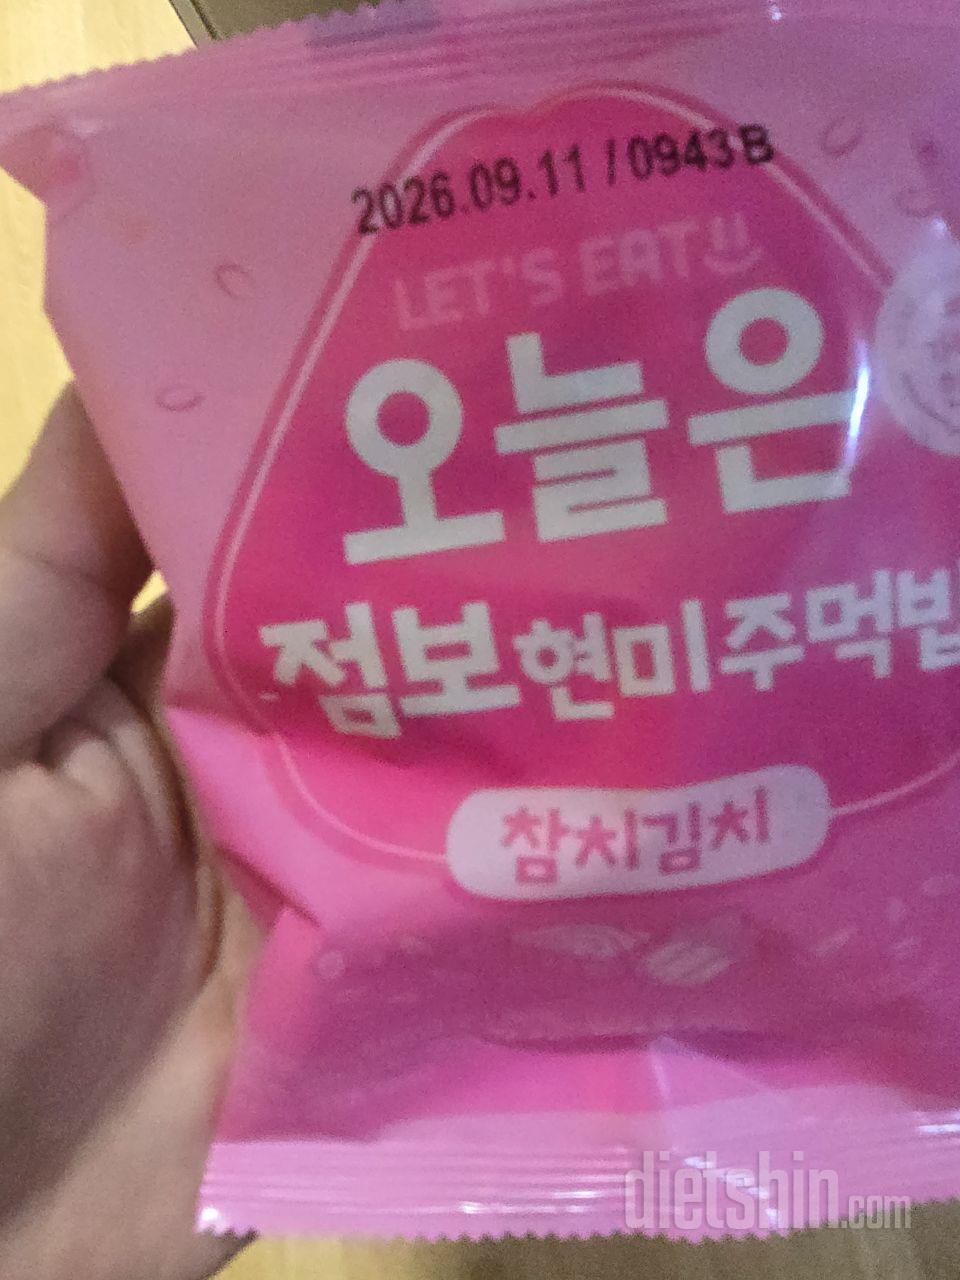 2026.09.11 / 0943 B
LET'S EAT
오늘은
점보현미주먹밥
참치김치
dietshin.com